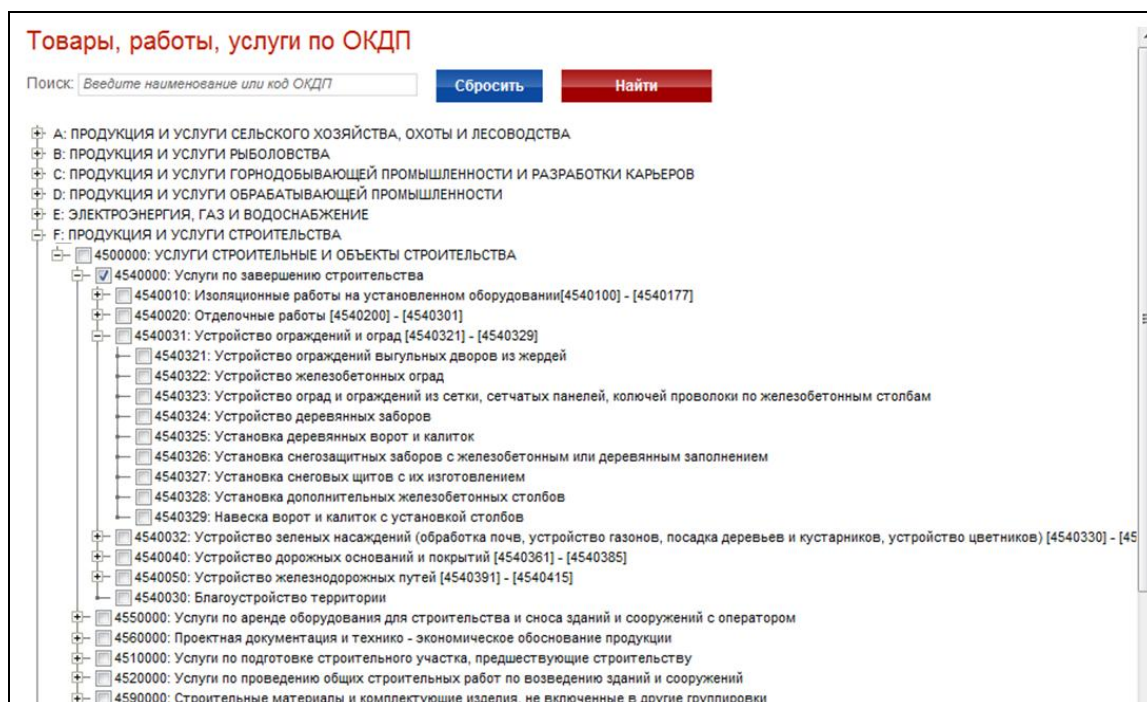 Товары, работы, услуги по ОКДП
Поиск: Введите наименование или код ОКДП Сбросить Найти
A: ПРОДУКЦИЯ И УСЛУГИ СЕЛЬСКОГО ХОЗЯЙСТВА, ОХОТЫ И ЛЕСОВОДСТВА
B: ПРОДУКЦИЯ И УСЛУГИ РЫБОЛОВСТВА
C: ПРОДУКЦИЯ И УСЛУГИ ГОРНОДОБЫВАЮЩЕЙ ПРОМЫШЛЕННОСТИ И РАЗРАБОТКИ КАРЬЕРОВ
D: ПРОДУКЦИЯ И УСЛУГИ ОБРАБАТЫВАЮЩЕЙ ПРОМЫШЛЕННОСТИ
E: ЭЛЕКТРОЭНЕРГИЯ, ГАЗ И ВОДОСНАБЖЕНИЕ
F: ПРОДУКЦИЯ И УСЛУГИ СТРОИТЕЛЬСТВА
4500000: УСЛУГИ СТРОИТЕЛЬНЫЕ И ОБЪЕКТЫ СТРОИТЕЛЬСТВА
4540000: Услуги по завершению строительства
4540010: Изоляционные работы на установленном оборудовании[4540100] - [4540177]
4540020: Отделочные работы [4540200] - [4540301]
4540031: Устройство ограждений и оград [4540321] - [4540329]
4540321: Устройство ограждений выгульных дворов из жердей
4540322: Устройство железобетонных оград
4540323: Устройство оград и ограждений из сетки, сетчатых панелей, колючей проволоки по железобетонным столбам
4540324: Устройство деревянных заборов
4540325: Установка деревянных ворот и калиток
4540326: Установка снегозащитных заборов с железобетонным или деревянным заполнением
4540327: Установка снеговых щитов с их изготовлением
4540328: Установка дополнительных железобетонных столбов
4540329: Навеска ворот и калиток с установкой столбов
4540032: Устройство зеленых насаждений (обработка почв, устройство газонов, посадка деревьев и кустарников, устройство цветников) [4540330] - [45
4540040: Устройство дорожных оснований и покрытий [4540361] - [4540385]
4540050: Устройство железнодорожных путей [4540391] - [4540415]
4540030: Благоустройство территории
4550000: Услуги по аренде оборудования для строительства и сноса зданий и сооружений с оператором
4560000: Проектная документация и технико - экономическое обоснование продукции
4510000: Услуги по подготовке строительного участка, предшествующие строительству
4520000: Услуги по проведению общих строительных работ по возведению зданий и сооружений
4590000: Строительные материалы и комплектующие изделия, не включенные в другие группировки